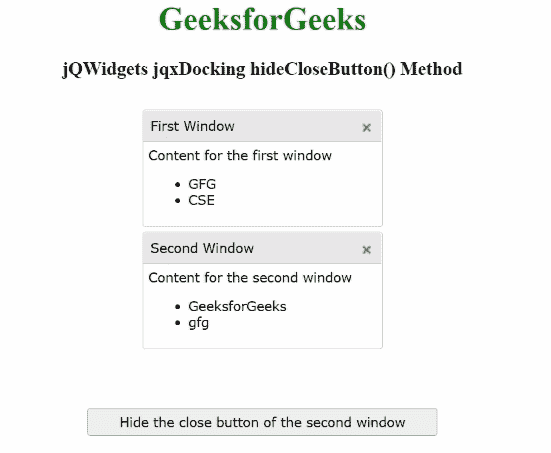 GeeksforGeeks
jQWidgets jqxDocking hideCloseButton() Method
First Window ×
Content for the first window
• GFG
• CSE
Second Window ×
Content for the second window
• GeeksforGeeks
• gfg
Hide the close button of the second window